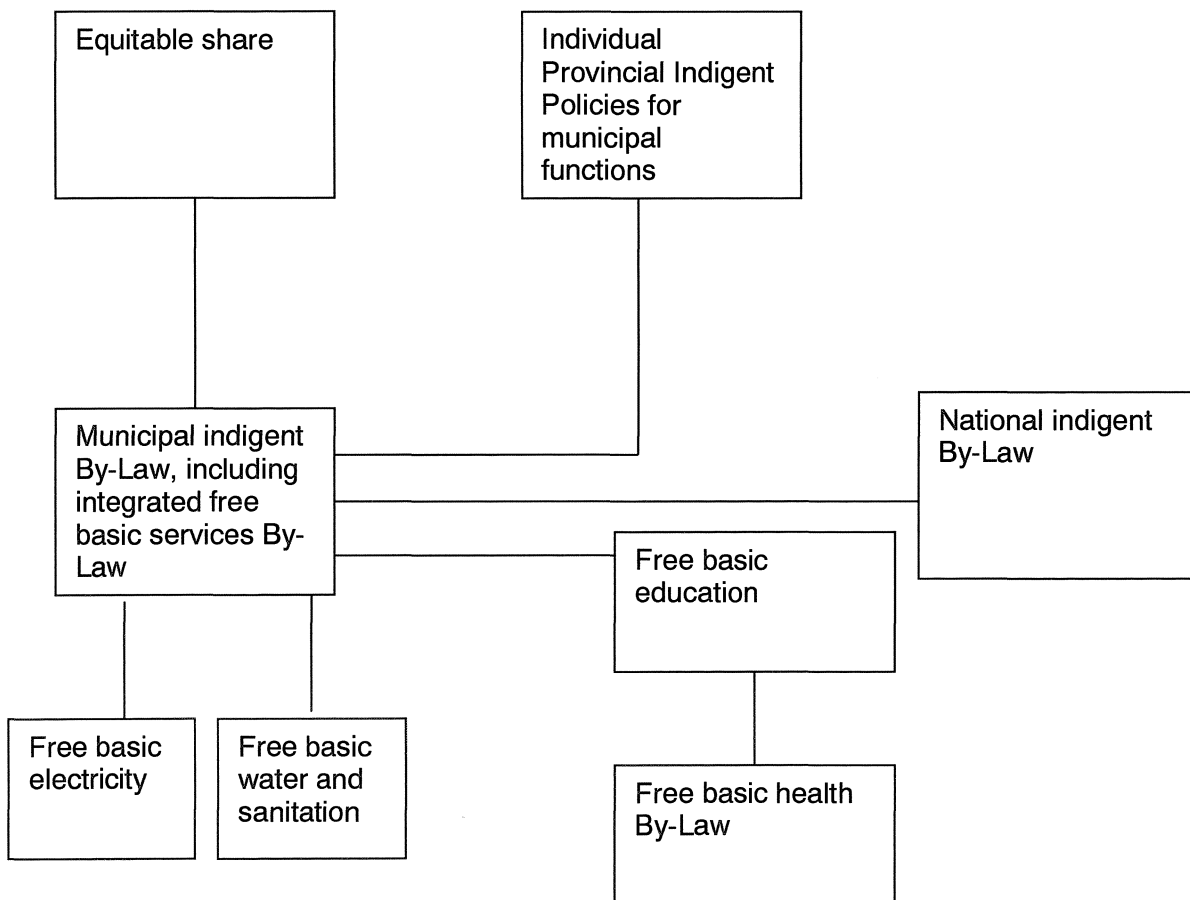 Equitable share
Individual
Provincial Indigent
Policies for
municipal
functions
Municipal indigent
By-Law, including
integrated free
basic services By-
Law
National indigent
By-Law
Free basic
education
Free basic
electricity
Free basic
water and
sanitation
Free basic health
By-Law